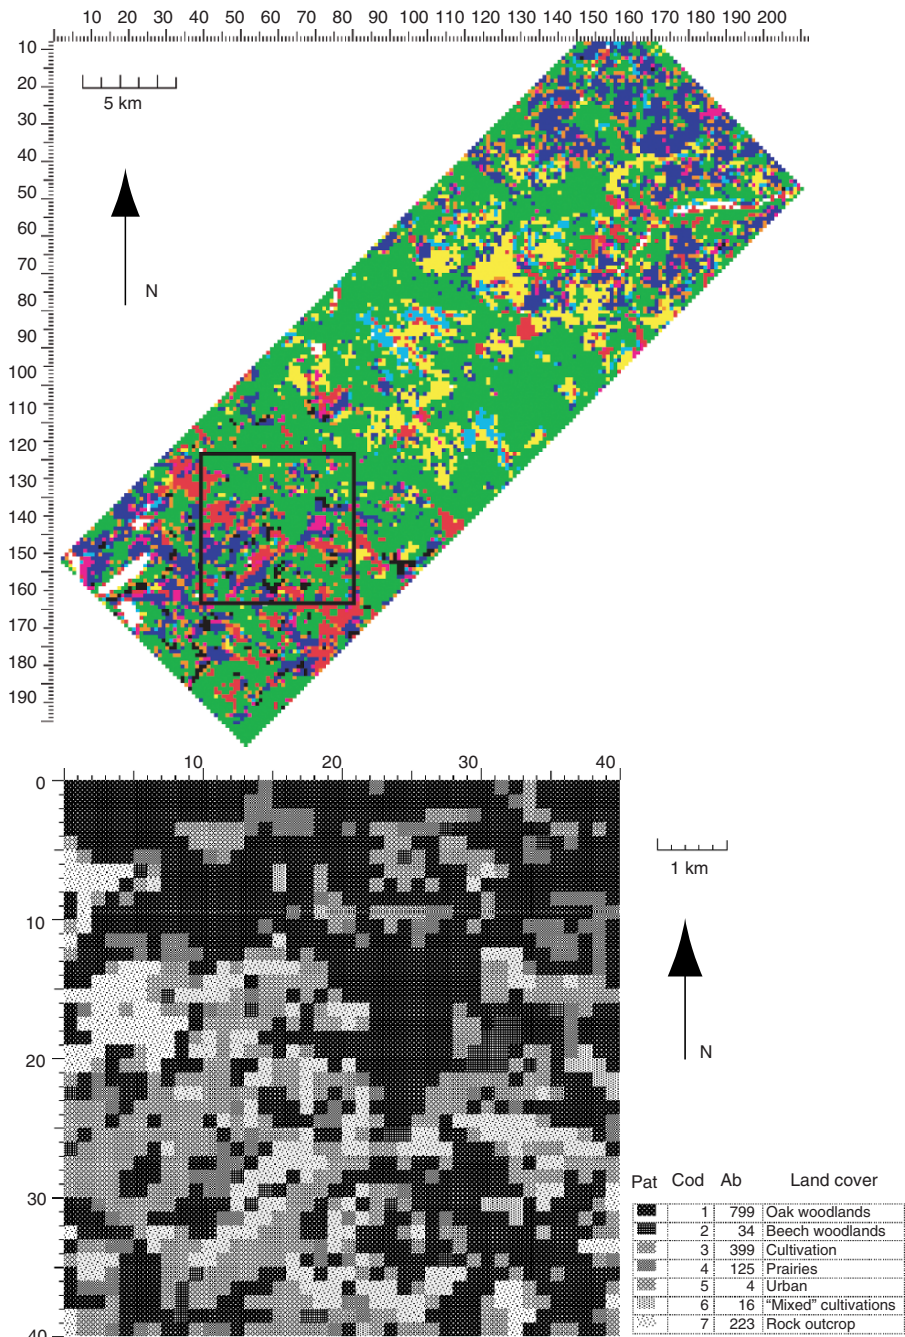 10 20 30 40 50 60 70 80 90 100 110 120 130 140 150 160 170 180 190 200
10
20
30
40
50
60
70
80
90
100
110
120
130
140
150
160
170
180
190
5 km
N
10 20 30 40
0
10
20
30
40
1 km
N
Pat Cod Ab Land cover
1 799 Oak woodlands
2 34 Beech woodlands
3 399 Cultivation
4 125 Prairies
5 4 Urban
6 16 “Mixed” cultivations
7 223 Rock outcrop